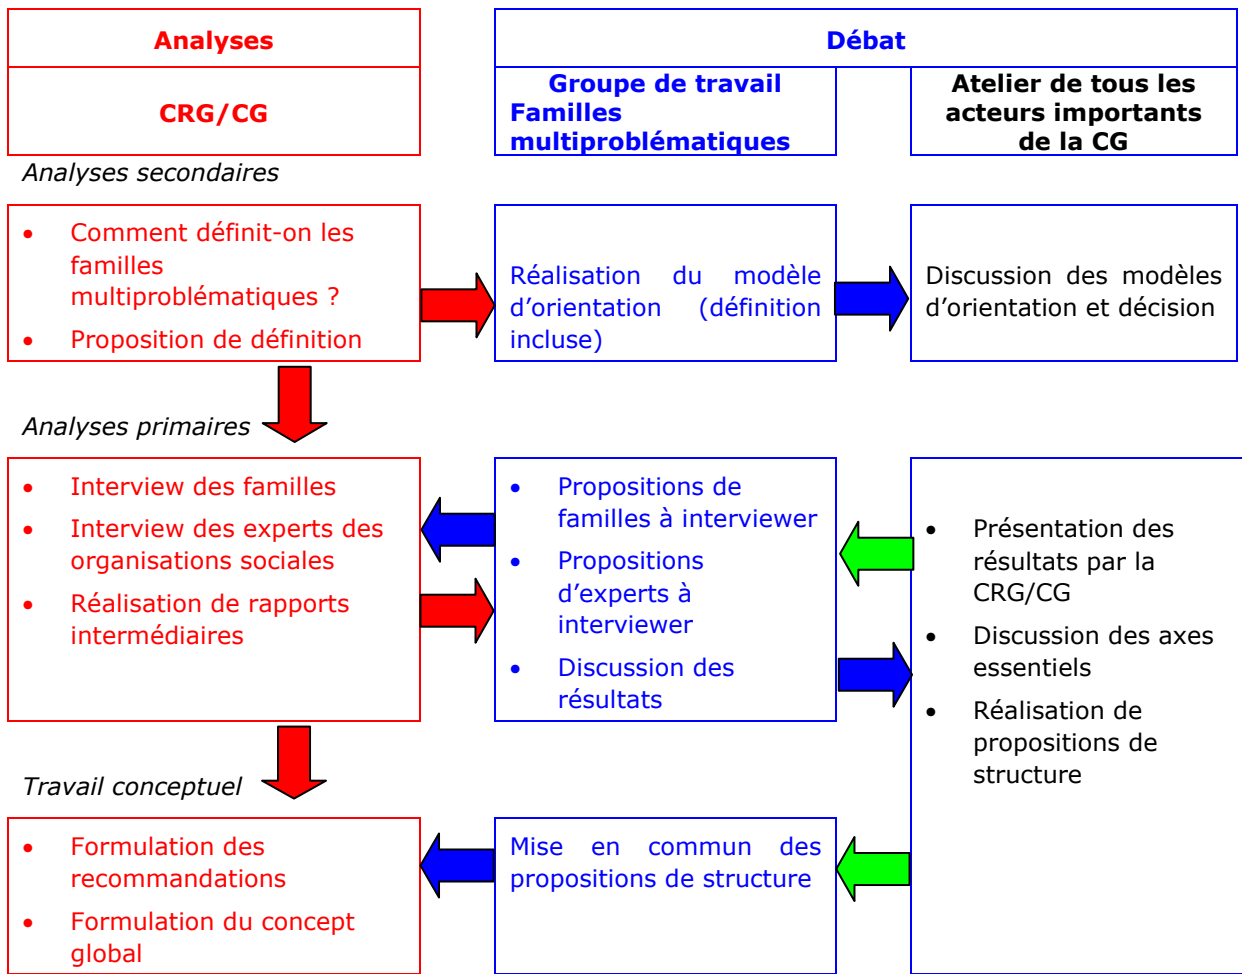 Analyses
Débat
CRG/CG
Groupe de travail
Familles
multiproblématiques
Atelier de tous les
acteurs importants
de la CG
Analyses secondaires
• Comment définit-on les
familles
multiproblématiques ?
• Proposition de définition
Réalisation du modèle
d'orientation (définition
incluse)
Discussion des modèles
d’orientation et décision
Analyses primaires
• Interview des familles
• Interview des experts des
organisations sociales
• Réalisation de rapports
intermédiaires
• Propositions de
familles à interviewer
• Propositions
d’experts à
interviewer
• Discussion des
résultats
• Présentation des
résultats par la
CRG/CG
• Discussion des axes
essentiels
• Réalisation de
propositions de
structure
Travail conceptuel
• Formulation des
recommandations
• Formulation du concept
global
Mise en commun des
propositions de structure